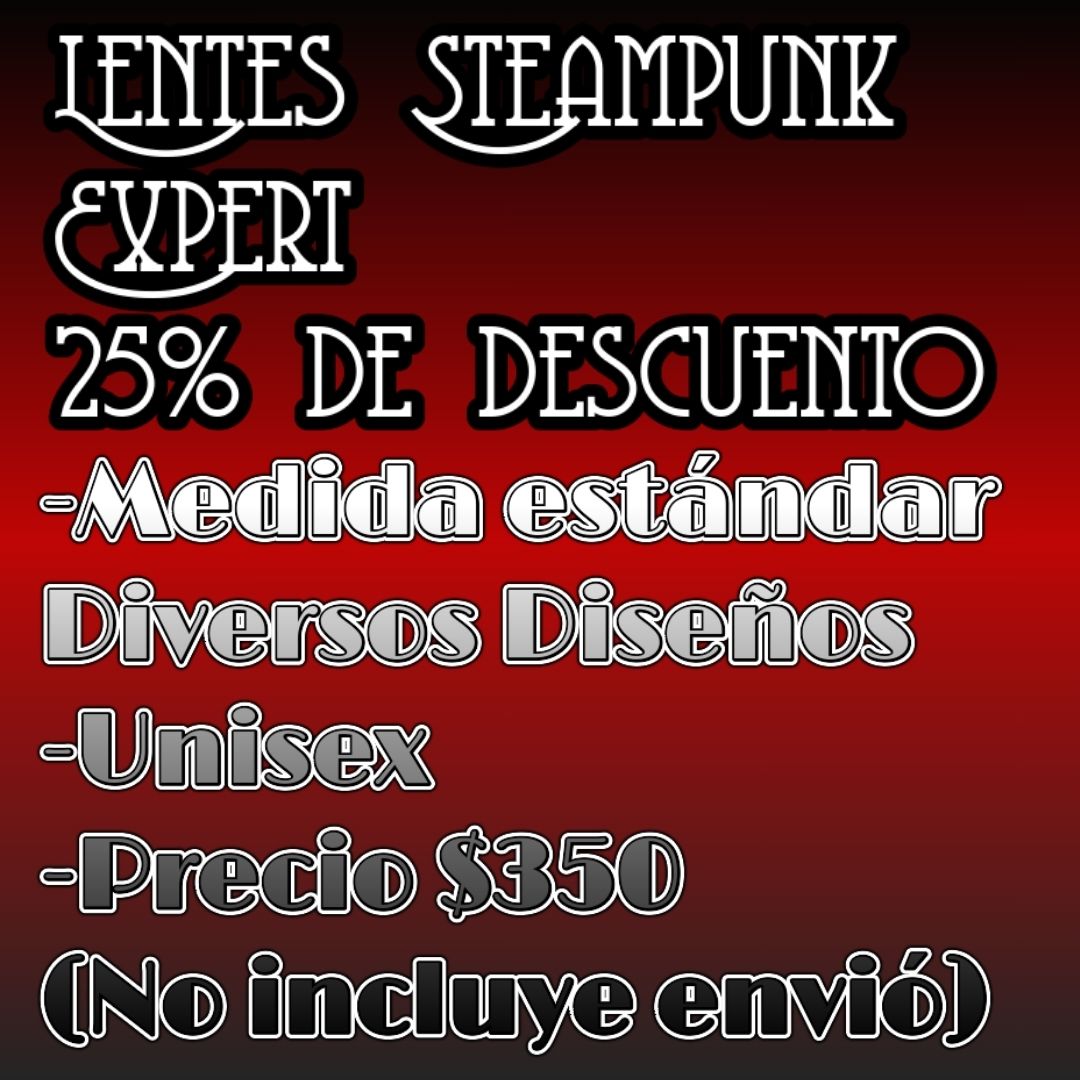 Lentes Steampunk
Expert
25% de descuento
-Medida estándar
Diversos Diseños
-Unisex
-Precio $350
(No incluye envió)